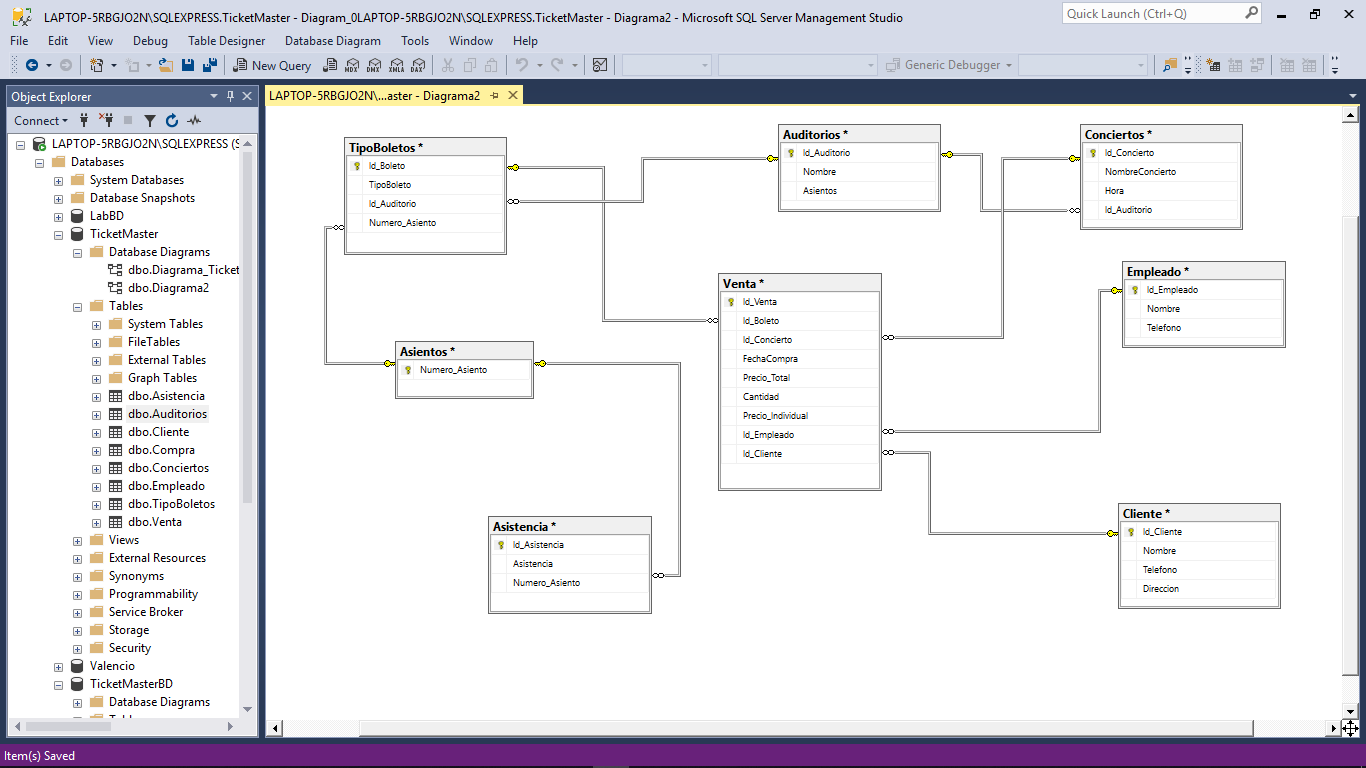 LAPTOP-5RBGJO2N\SQLEXPRESS.TicketMaster - Diagram_0LAPTOP-5RBGJO2N\SQLEXPRESS.TicketMaster - Diagrama2 - Microsoft SQL Server Management Studio
Quick Launch (Ctrl+Q)
File Edit View Debug Table Designer Database Diagram Tools Window Help
New Query MDX DMX XMLA DAX Generic Debugger
Object Explorer
Connect
LAPTOP-5RBGJO2N\SQLEXPRESS (S
Databases
System Databases
Database Snapshots
LabBD
TicketMaster
Database Diagrams
dbo.Diagrama_Ticket
dbo.Diagrama2
Tables
System Tables
FileTables
External Tables
Graph Tables
dbo.Asistencia
dbo.Auditorios
dbo.Cliente
dbo.Compra
dbo.Conciertos
dbo.Empleado
dbo.TipoBoletos
dbo.Venta
Views
External Resources
Synonyms
Programmability
Service Broker
Storage
Security
Valencio
TicketMasterBD
Database Diagrams
LAPTOP-5RBGJO2N\...aster - Diagrama2
TipoBoletos *
Id_Boleto
TipoBoleto
Id_Auditorio
Numero_Asiento
Auditorios *
Id_Auditorio
Nombre
Asientos
Conciertos *
Id_Concierto
NombreConcierto
Hora
Id_Auditorio
Venta *
Id_Venta
Id_Boleto
Id_Concierto
FechaCompra
Precio_Total
Cantidad
Precio_Individual
Id_Empleado
Id_Cliente
Empleado *
Id_Empleado
Nombre
Telefono
Asientos *
Numero_Asiento
Asistencia *
Id_Asistencia
Asistencia
Numero_Asiento
Cliente *
Id_Cliente
Nombre
Telefono
Direccion
Item(s) Saved